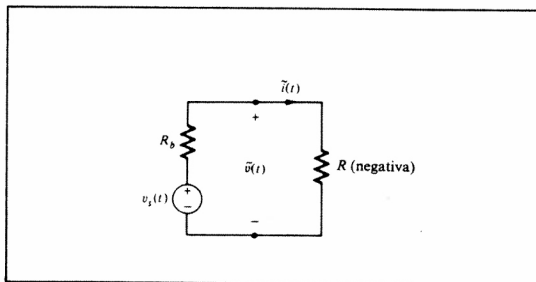 ĩ(t)
+
R_b
ṽ(t)
R (negativa)
+
v_s(t)
−
−